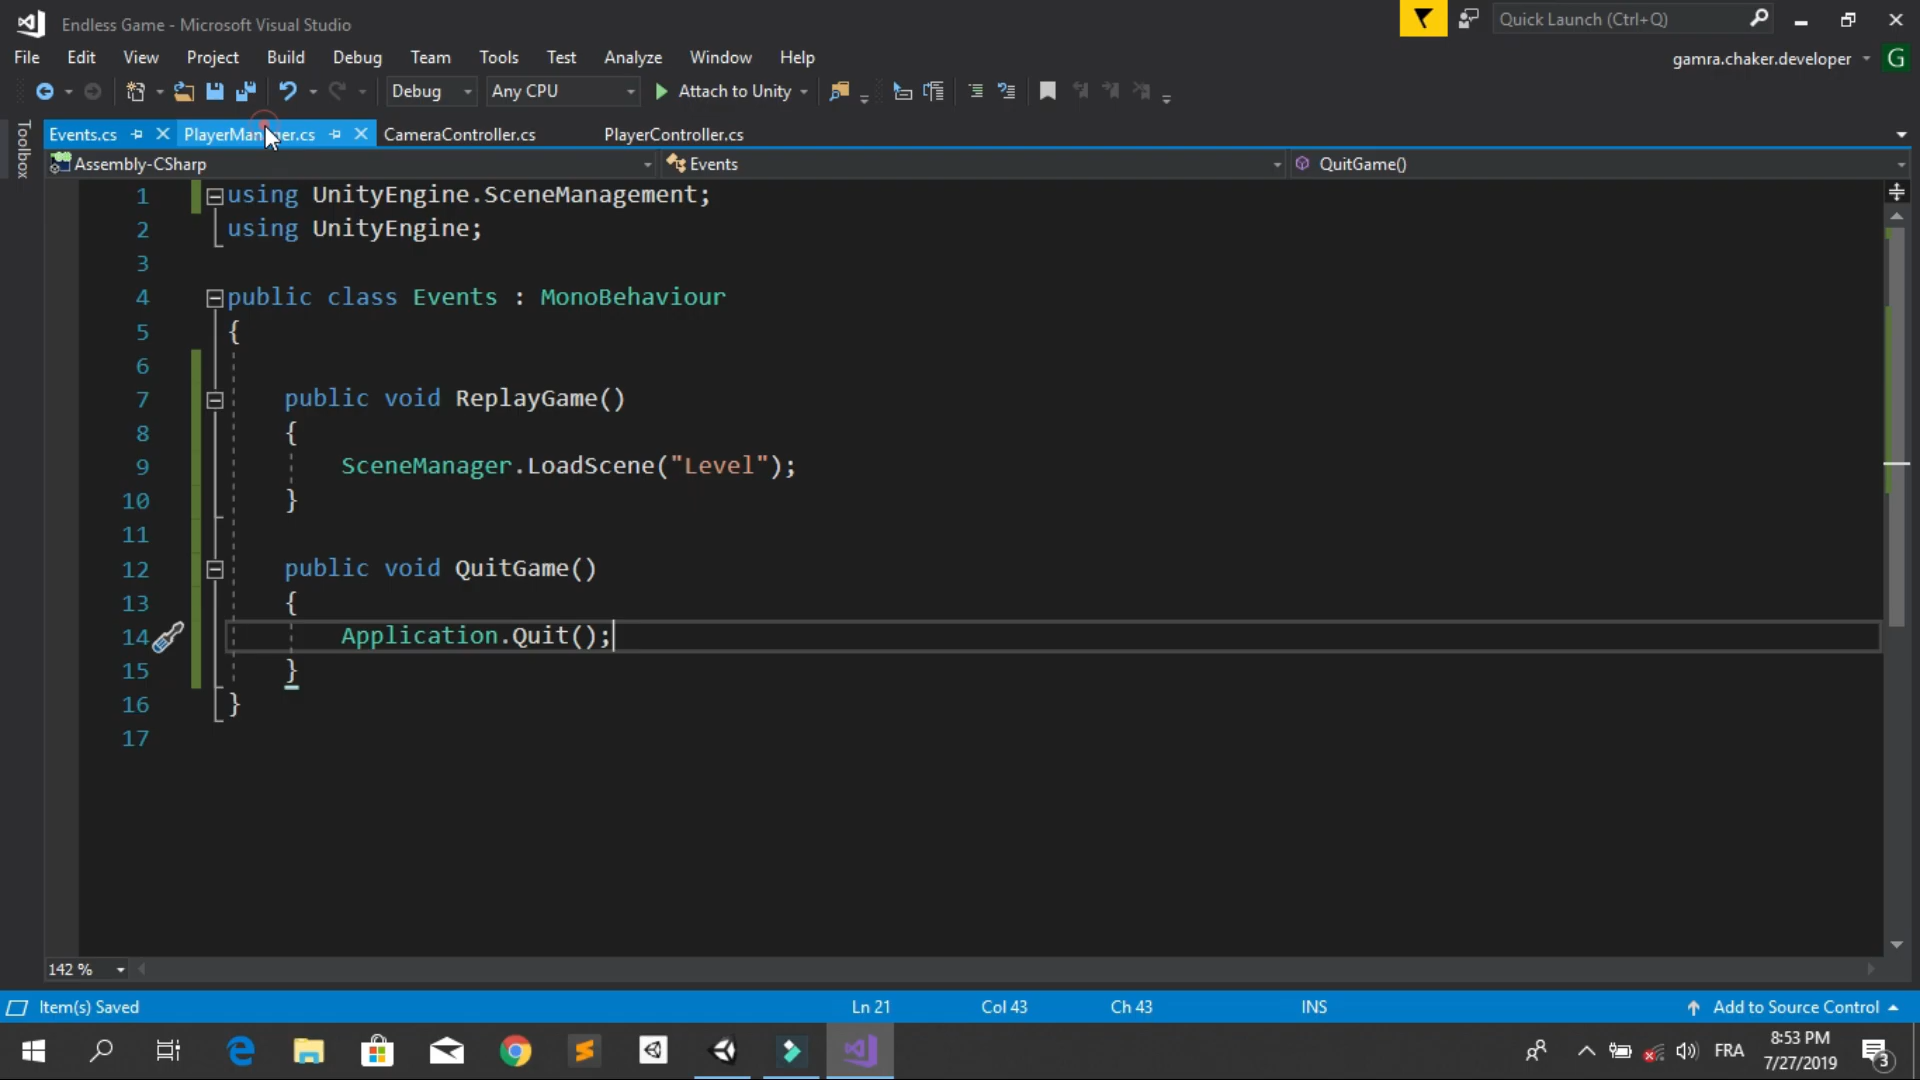 Endless Game - Microsoft Visual Studio
Quick Launch (Ctrl+Q)
File Edit View Project Build Debug Team Tools Test Analyze Window Help
gamra.chaker.developer G
Debug Any CPU Attach to Unity
Toolbox
Events.cs PlayerManager.cs CameraController.cs PlayerController.cs
Assembly-CSharp Events QuitGame()
1 using UnityEngine.SceneManagement;
2 using UnityEngine;
3
4 public class Events : MonoBehaviour
5 {
6
7 public void ReplayGame()
8 {
9 SceneManager.LoadScene("Level");
10 }
11
12 public void QuitGame()
13 {
14 Application.Quit();
15 }
16 }
17
142 %
Item(s) Saved Ln 21 Col 43 Ch 43 INS Add to Source Control
FRA 8:53 PM
7/27/2019 3